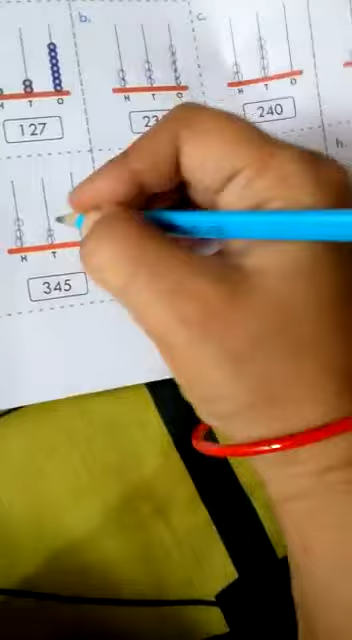 b.
c.
T O
H T O
H T O
127
240
h.
H T
345